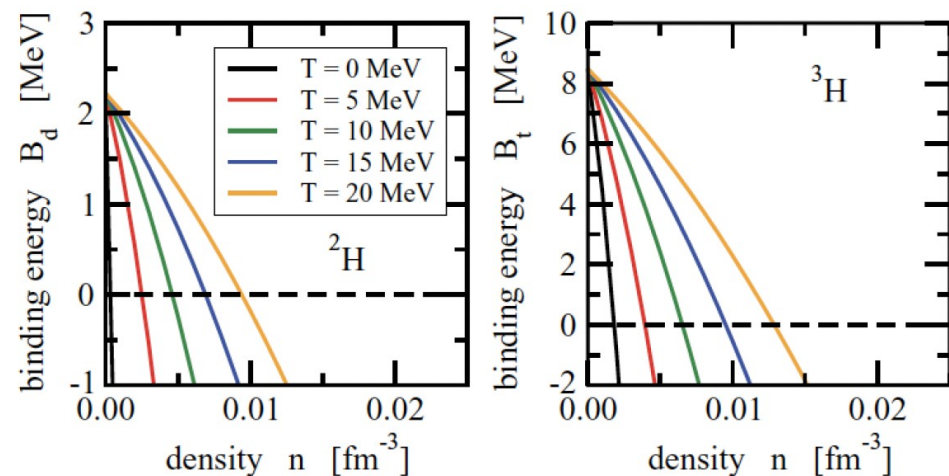 binding energy B_d [MeV]
3
2
1
0
-1
T = 0 MeV
T = 5 MeV
T = 10 MeV
T = 15 MeV
T = 20 MeV
²H
0.00
0.01
0.02
density n [fm⁻³]
binding energy B_t [MeV]
10
8
6
4
2
0
-2
³H
0.00
0.01
0.02
density n [fm⁻³]